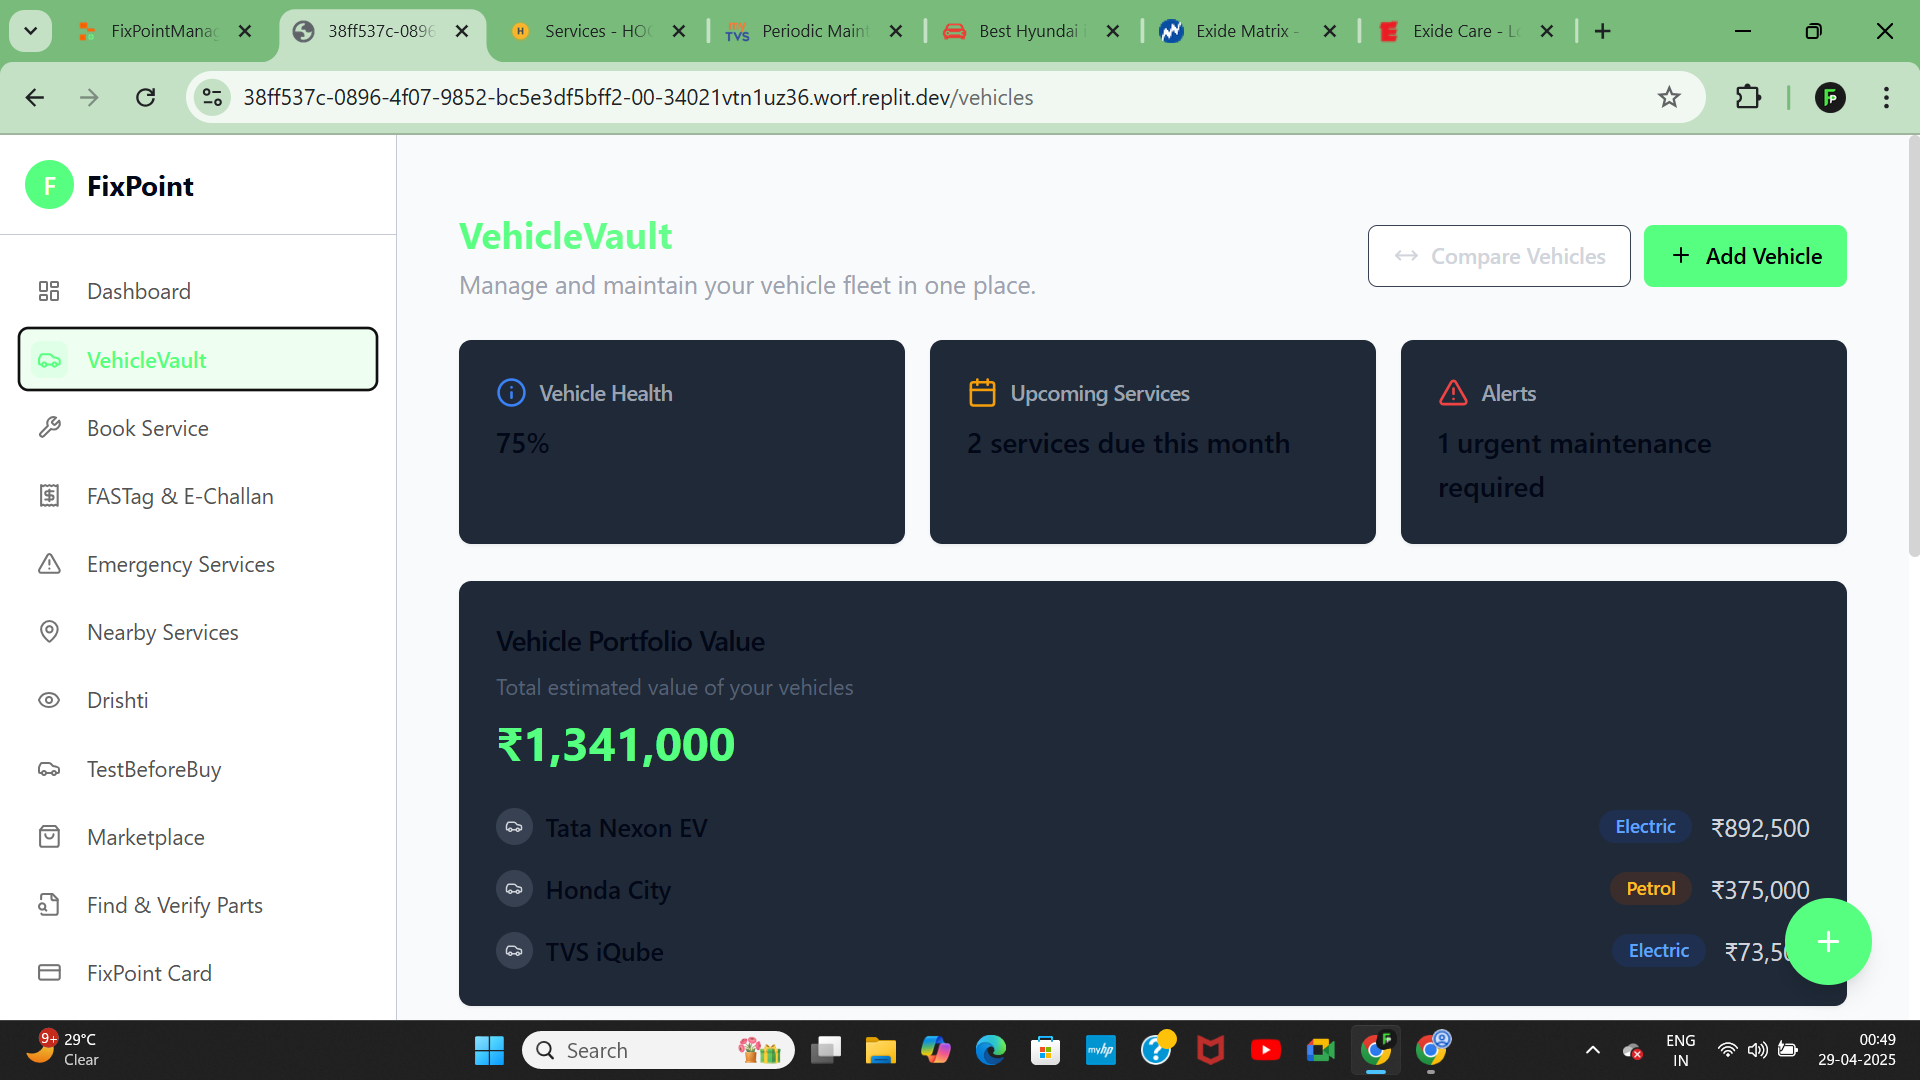 FixPointManag
38ff537c-0896
Services - HOC
Periodic Maint
Best Hyundai
Exide Matrix -
Exide Care - Lo
38ff537c-0896-4f07-9852-bc5e3df5bff2-00-34021vtn1uz36.worf.replit.dev/vehicles
F
FixPoint
Dashboard
VehicleVault
Book Service
FASTag & E-Challan
Emergency Services
Nearby Services
Drishti
TestBeforeBuy
Marketplace
Find & Verify Parts
FixPoint Card
VehicleVault
Manage and maintain your vehicle fleet in one place.
Compare Vehicles
Add Vehicle
Vehicle Health
75%
Upcoming Services
2 services due this month
Alerts
1 urgent maintenance
required
Vehicle Portfolio Value
Total estimated value of your vehicles
₹1,341,000
Tata Nexon EV
Electric
₹892,500
Honda City
Petrol
₹375,000
TVS iQube
Electric
₹73,50
9+
29°C
Clear
Search
myhp
ENG
IN
00:49
29-04-2025